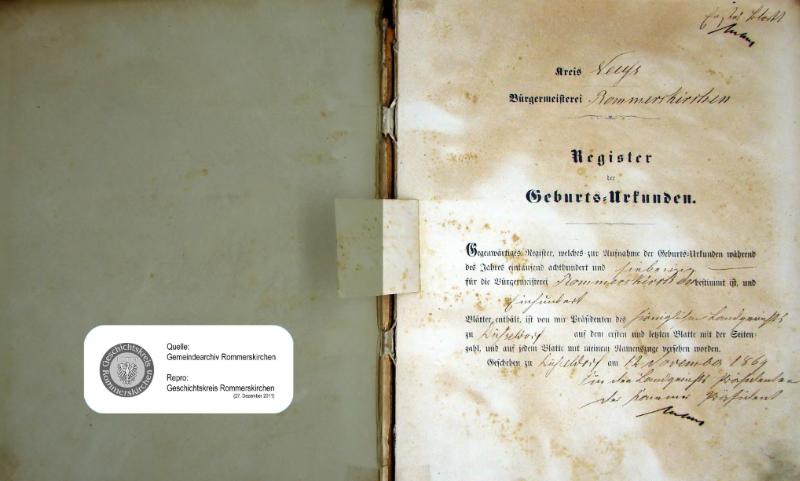 Quelle:
Gemeindearchiv Rommerskirchen
Repro:
Geschichtskreis Rommerskirchen
(27. Dezember 2011)
Geschichtskreis
Rommerskirchen
Erstes Blatt
Kreis Neuß
Bürgermeisterei Rommerskirchen
Register
der
Geburts-Urkunden.
Gegenwärtiges Register, welches zur Aufnahme der Geburts-Urkunden während
des Jahres eintausend achthundert und siebenzig
für die Bürgermeisterei Rommerskirchen bestimmt ist, und
Einhundert
Blätter enthält, ist von mir Präsidenten des Königlichen Landgerichts
zu Düsseldorf auf dem ersten und letzten Blatte mit der Seiten-
zahl, und auf jedem Blatte mit meinem Namenszuge versehen worden.
Geschehen zu Düsseldorf am 12 November 1869
Für den Landgerichts Präsidenten
Der Kammer Präsident